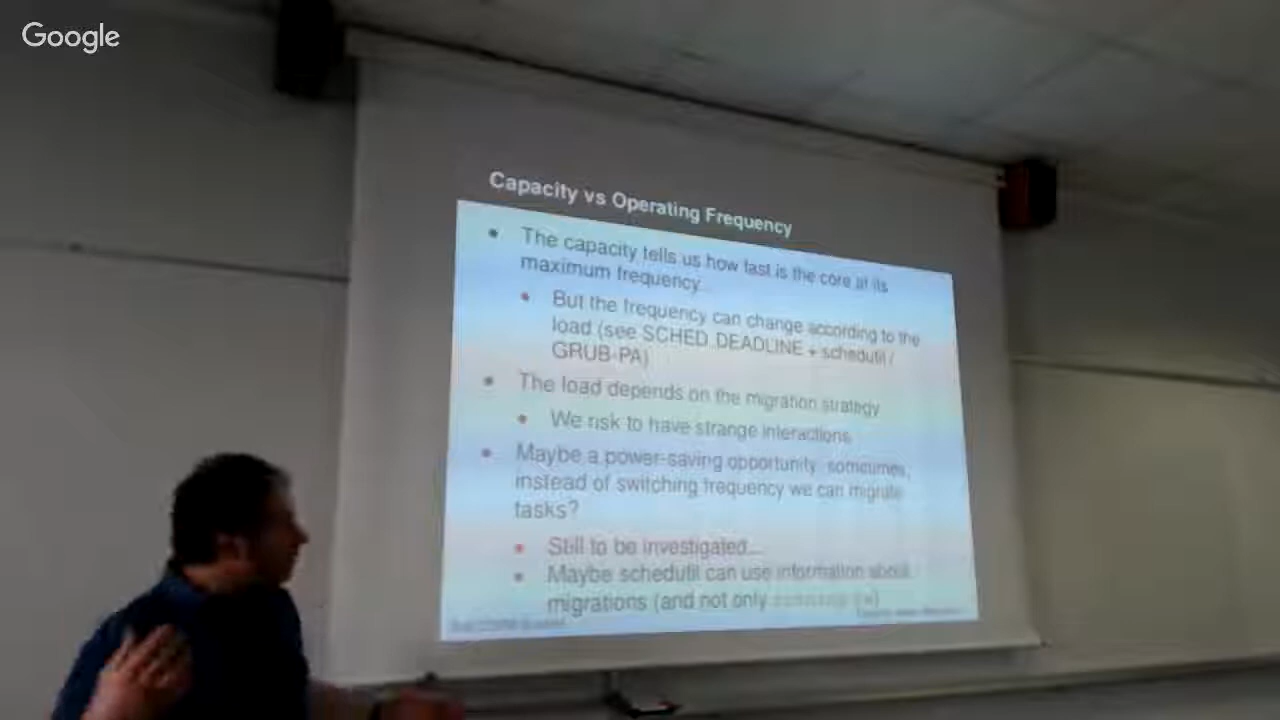 Google
Capacity vs Operating Frequency
The capacity tells us how fast is the core at its
maximum frequency...
But the frequency can change according to the
load (see SCHED_DEADLINE + schedutil /
GRUB-PA)
The load depends on the migration strategy
We risk to have strange interactions
Maybe a power-saving opportunity: sometimes,
instead of switching frequency we can migrate
tasks?
Still to be investigated...
Maybe schedutil can use information about
migrations (and not only